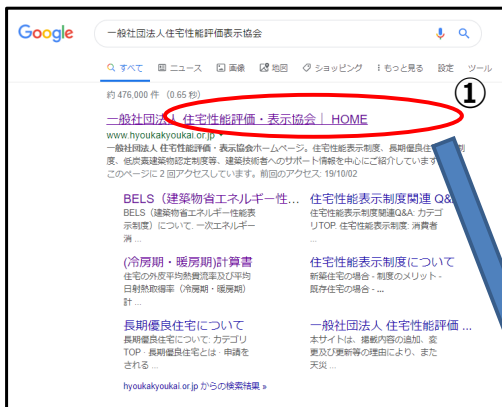 Google
一般社団法人住宅性能評価表示協会
すべて ニュース 画像 地図 ショッピング もっと見る 設定 ツール
約 476,000 件 （0.65 秒）
①
一般社団法人 住宅性能評価・表示協会｜ HOME
www.hyoukakyoukai.or.jp
一般社団法人 住宅性能評価・表示協会ホームページ。住宅性能表示制度、長期優良住
度、低炭素建築物認定制度等、建築技術者へのサポート情報を中心にご紹介しています
このページに 2 回アクセスしています。前回のアクセス: 19/10/02
BELS（建築物省エネルギー性...
BELS（建築物省エネルギー性能表
示制度）について. 一次エネルギー
消 ...
住宅性能表示制度関連 Q&
住宅性能表示制度関連Q&A: カテゴ
リTOP. 住宅性能表示制度: 消費者
...
(冷房期・暖房期)計算書
住宅の外皮平均熱貫流率及び平均
日射熱取得率（冷房期・暖房期）
計 ...
住宅性能表示制度について
新築住宅の場合 - 制度のメリット -
既存住宅の場合 - ...
長期優良住宅について
長期優良住宅について: カテゴリ
TOP · 長期優良住宅とは · 申請を
される ...
一般社団法人 住宅性能評価 ...
本サイトは、掲載内容の追加、変
更及び更新等の理由により、また
天災 ...
hyoukakyoukai.or.jp からの検索結果 »